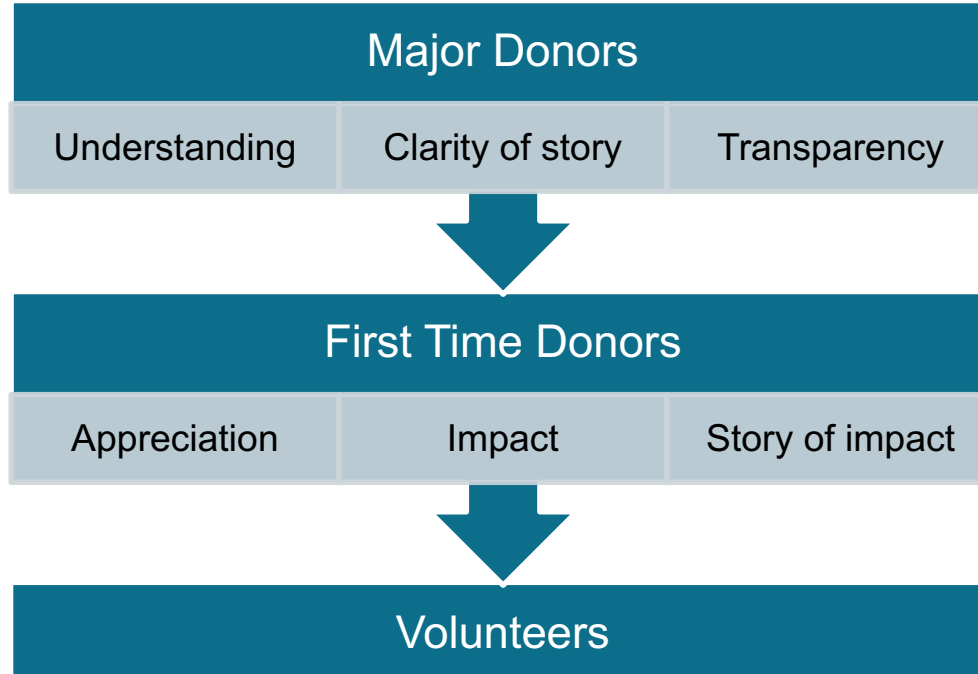 Major Donors
Understanding Clarity of story Transparency
First Time Donors
Appreciation Impact Story of impact
Volunteers